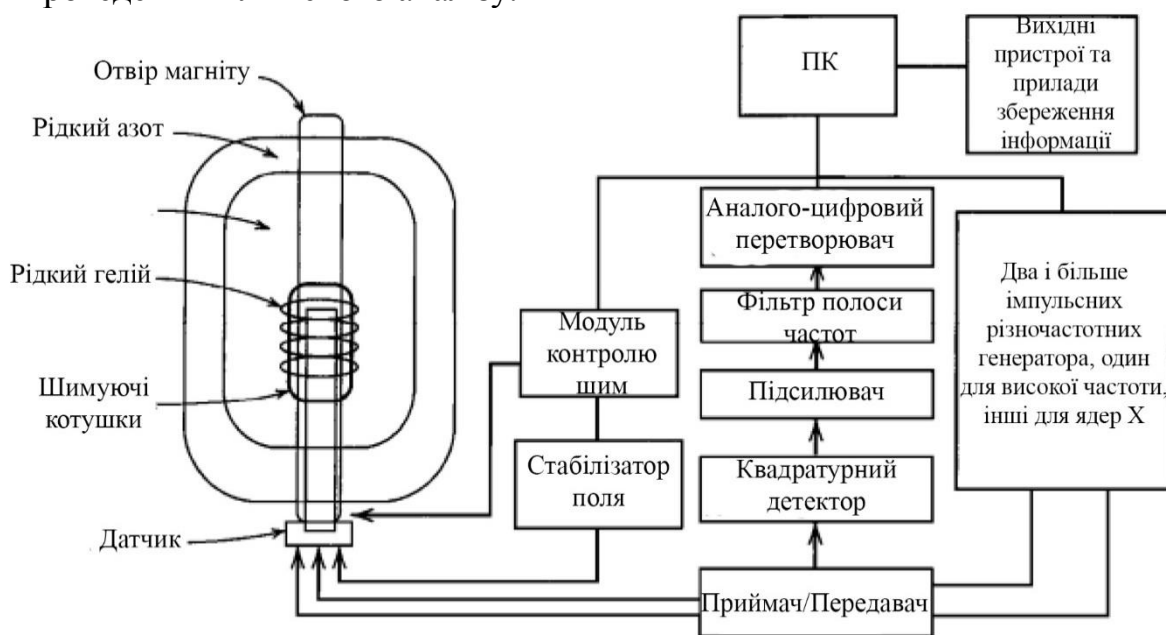 Отвір магніту
Рідкий азот
Рідкий гелій
Шимуючі
котушки
Датчик
Модуль
контролю
шим
Стабілізатор
поля
ПК
Вихідні
пристрої та
прилади
збереження
інформації
Аналого-цифровий
перетворювач
Фільтр полоси
частот
Підсилювач
Квадратурний
детектор
Приймач/Передавач
Два і більше
імпульсних
різночастотних
генератора, один
для високої частоти,
інші для ядер X